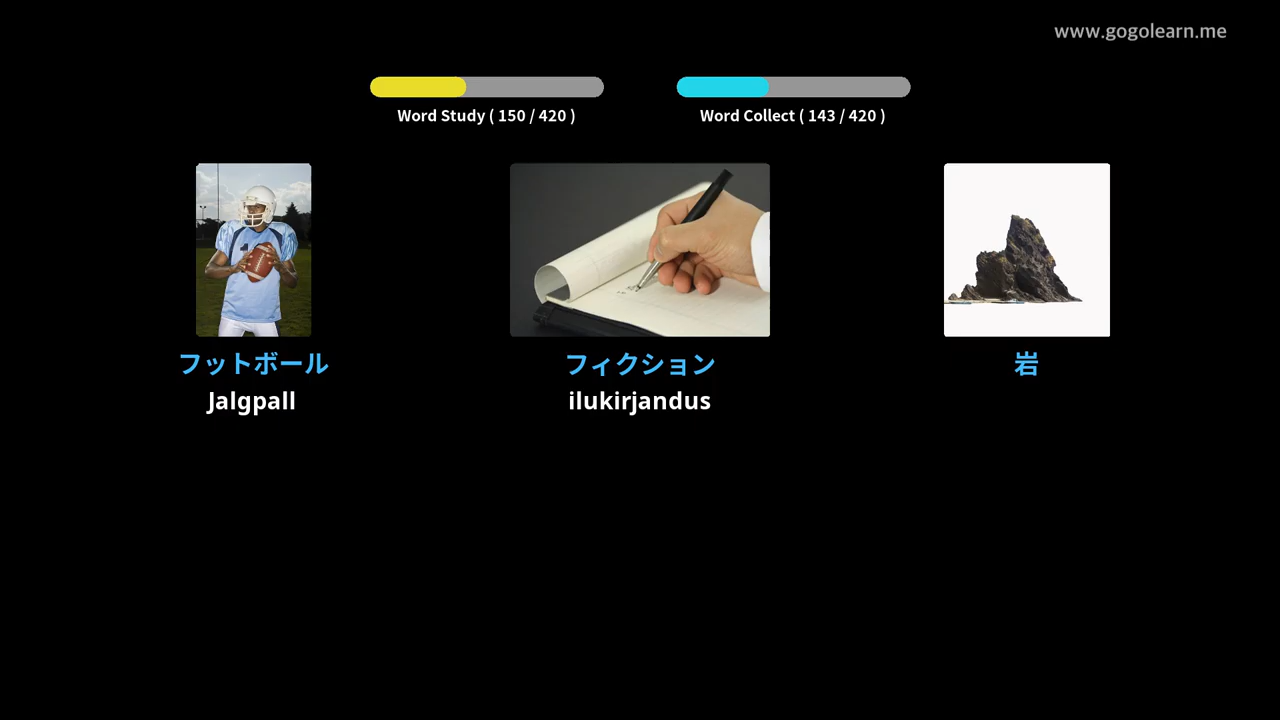 www.gogolearn.me
Word Study ( 150 / 420 )
Word Collect ( 143 / 420 )
フットボール
フィクション
岩
Jalgpall
ilukirjandus